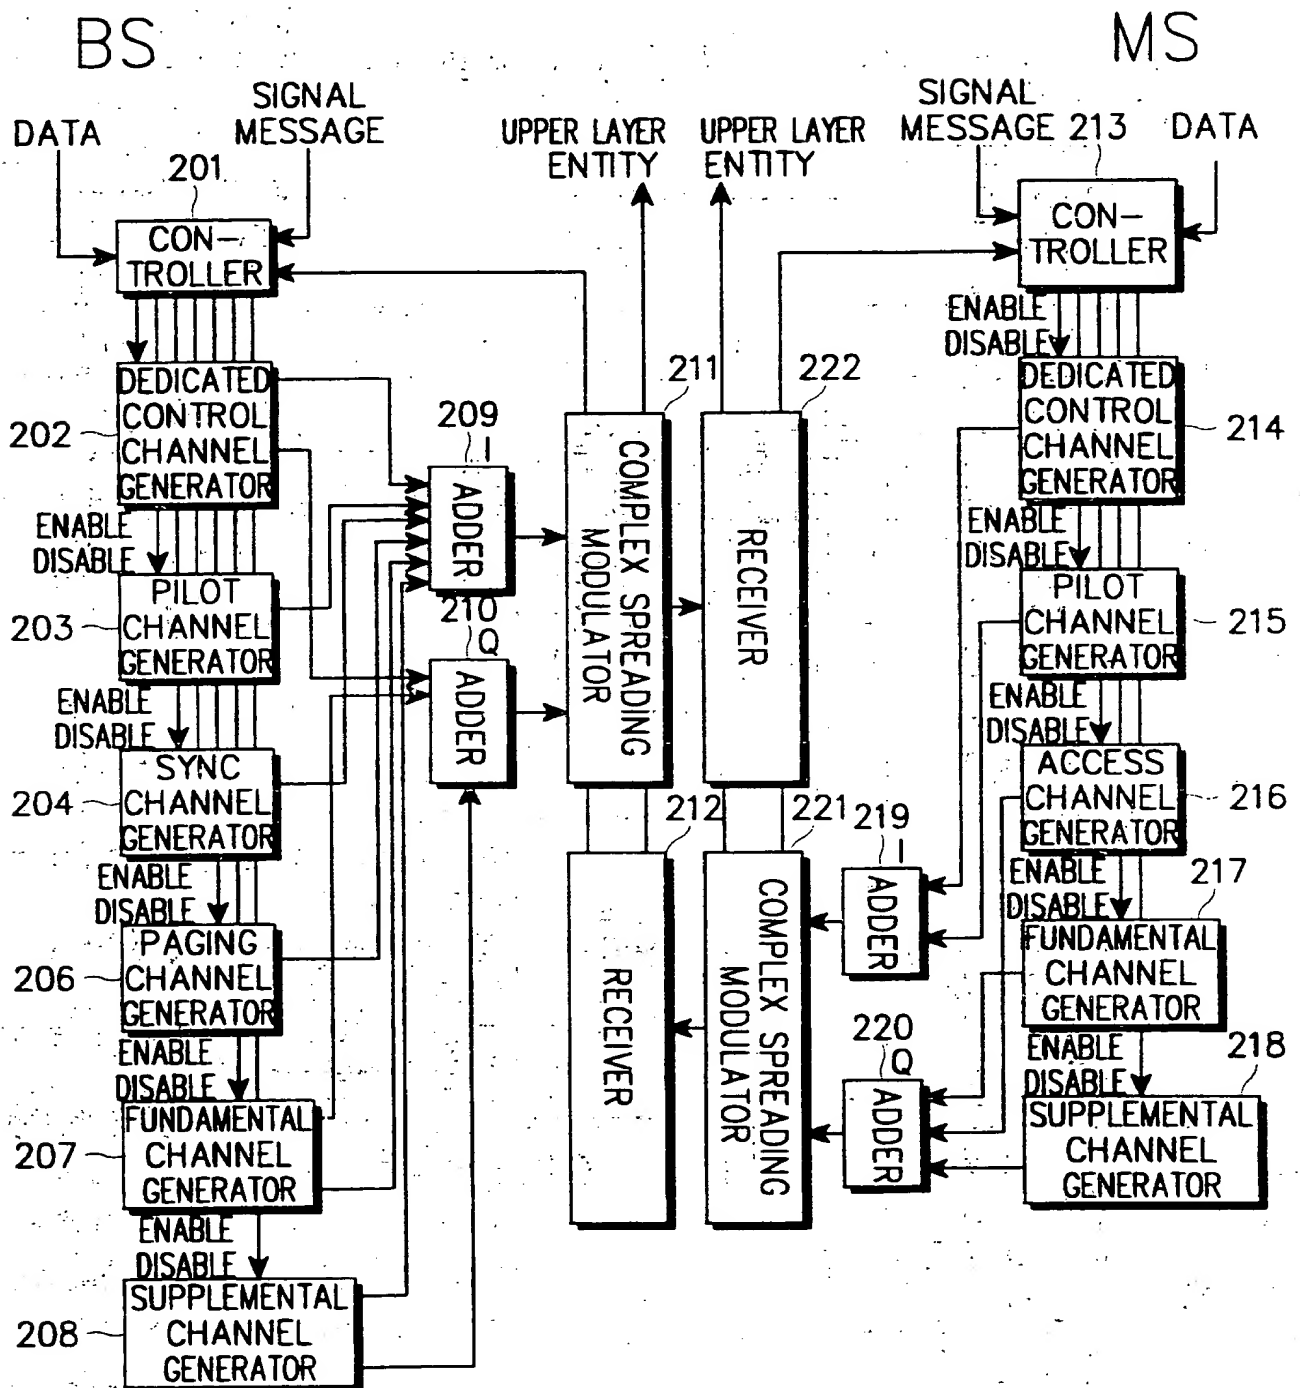 BS
MS
DATA
SIGNAL
MESSAGE
201
CON-
TROLLER
UPPER LAYER
ENTITY
UPPER LAYER
ENTITY
SIGNAL
MESSAGE 213
DATA
CON-
TROLLER
DEDICATED
CONTROL
CHANNEL
GENERATOR
202
ENABLE
DISABLE
PILOT
CHANNEL
GENERATOR
203
ENABLE
DISABLE
SYNC
CHANNEL
GENERATOR
204
ENABLE
DISABLE
PAGING
CHANNEL
GENERATOR
206
ENABLE
DISABLE
FUNDAMENTAL
CHANNEL
GENERATOR
207
ENABLE
DISABLE
SUPPLEMENTAL
CHANNEL
GENERATOR
208
209
I
ADDER
210
Q
ADDER
211
COMPLEX SPREADING
MODULATOR
222
RECEIVER
212
RECEIVER
221
COMPLEX SPREADING
MODULATOR
219
I
ADDER
220
Q
ADDER
ENABLE
DISABLE
DEDICATED
CONTROL
CHANNEL
GENERATOR
214
ENABLE
DISABLE
PILOT
CHANNEL
GENERATOR
215
ENABLE
DISABLE
ACCESS
CHANNEL
GENERATOR
216
ENABLE
DISABLE
217
FUNDAMENTAL
CHANNEL
GENERATOR
ENABLE
DISABLE
218
SUPPLEMENTAL
CHANNEL
GENERATOR